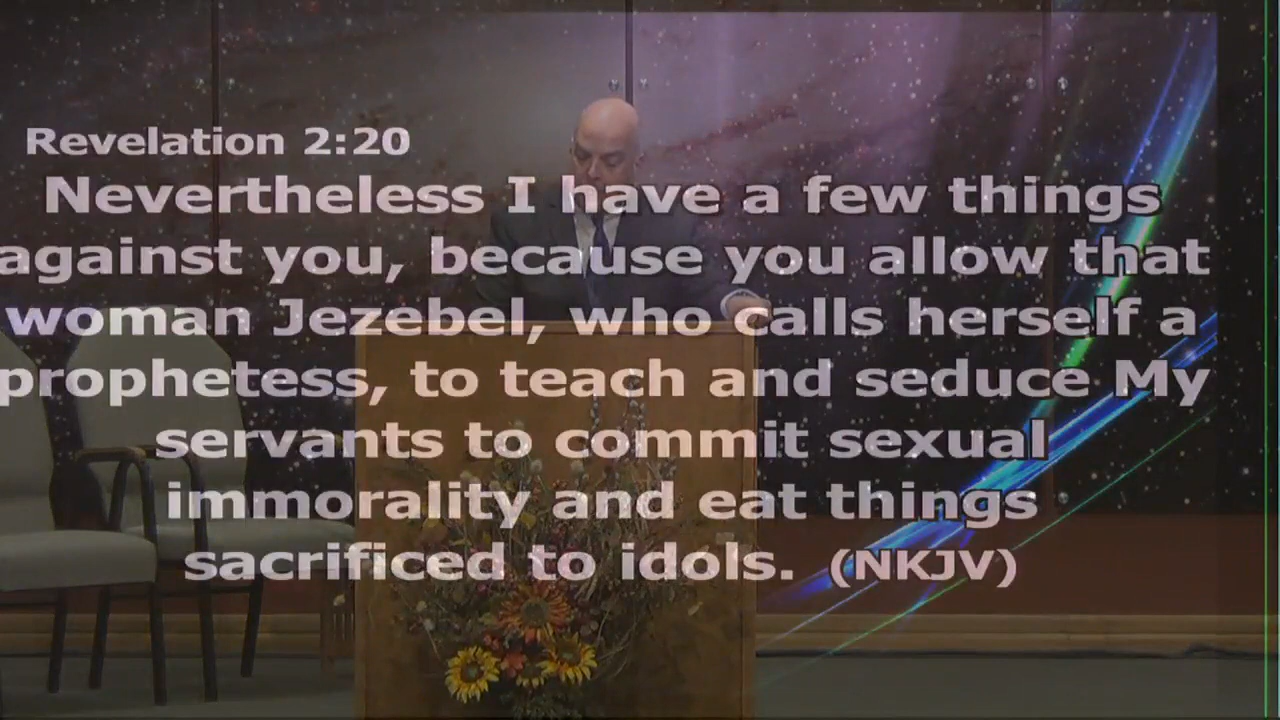 Revelation 2:20
Nevertheless I have a few things
against you, because you allow that
woman Jezebel, who calls herself a
prophetess, to teach and seduce My
servants to commit sexual
immorality and eat things
sacrificed to idols. (NKJV)